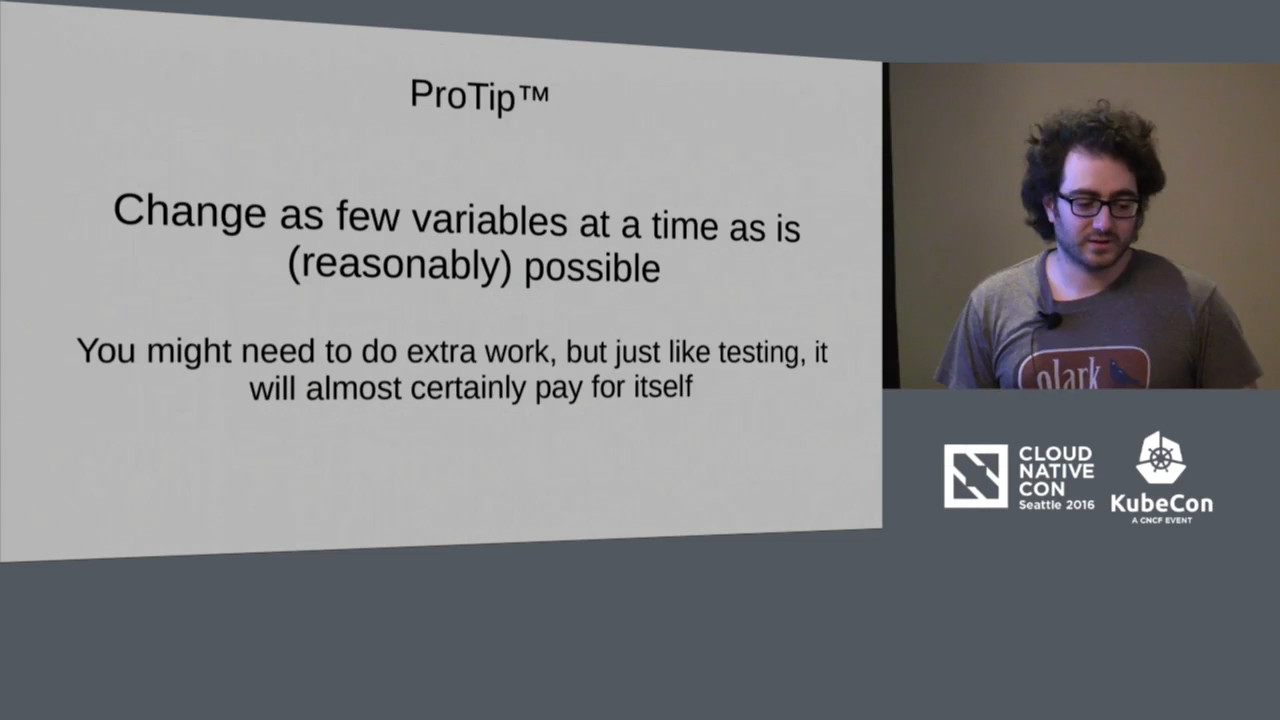 ProTip™
Change as few variables at a time as is
(reasonably) possible
You might need to do extra work, but just like testing, it
will almost certainly pay for itself
olark
CLOUD
NATIVE
CON
Seattle 2016
KubeCon
A CNCF EVENT